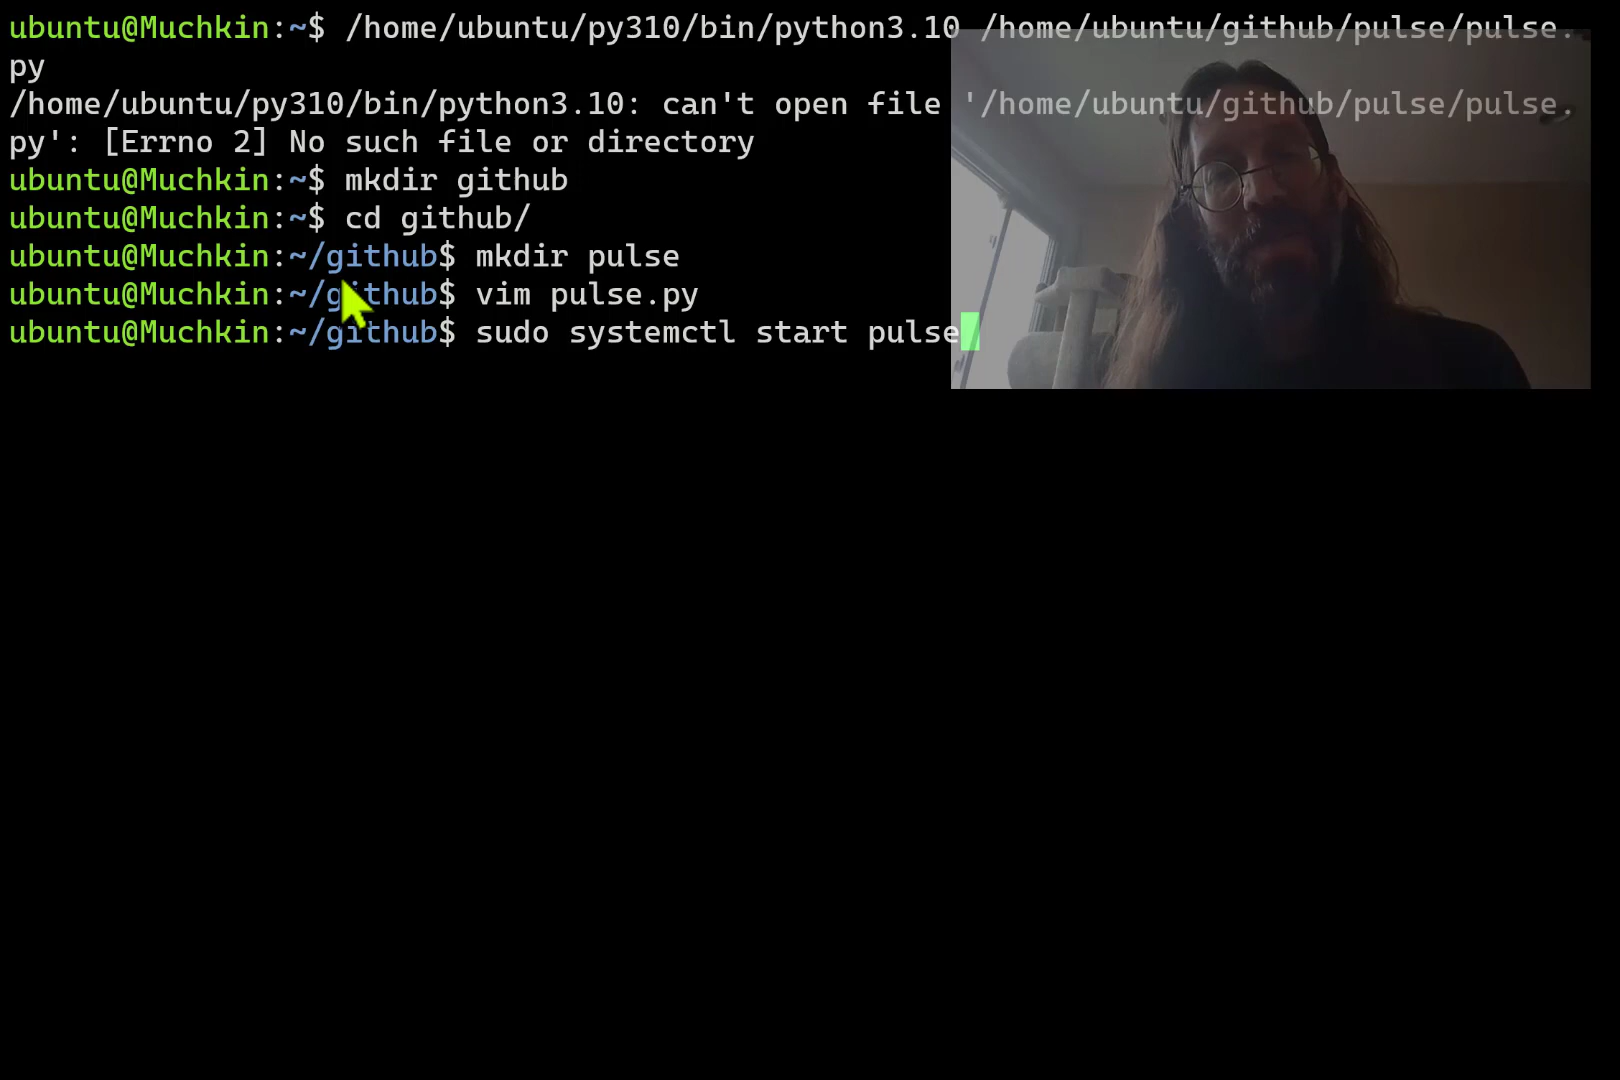 ubuntu@Muchkin:~$ /home/ubuntu/py310/bin/python3.10 /home/ubuntu/github/pulse/pulse.
py
/home/ubuntu/py310/bin/python3.10: can't open file '/home/ubuntu/github/pulse/pulse.
py': [Errno 2] No such file or directory
ubuntu@Muchkin:~$ mkdir github
ubuntu@Muchkin:~$ cd github/
ubuntu@Muchkin:~/github$ mkdir pulse
ubuntu@Muchkin:~/github$ vim pulse.py
ubuntu@Muchkin:~/github$ sudo systemctl start pulse